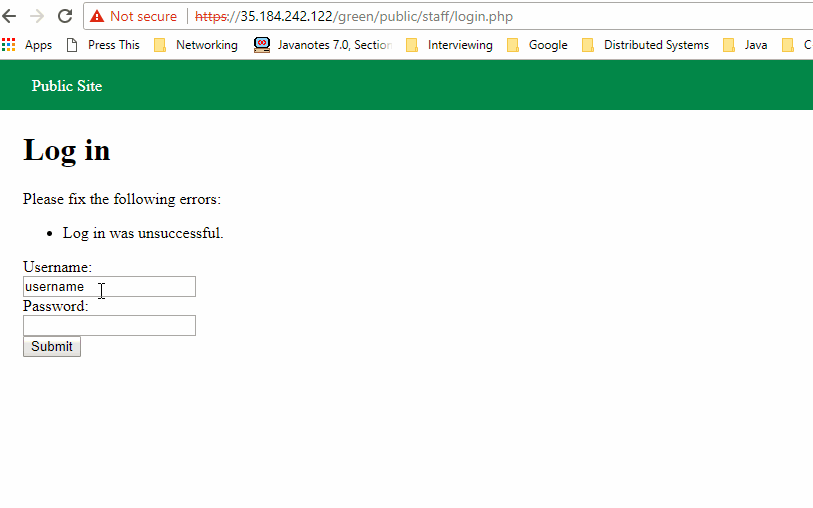 Not secure https://35.184.242.122/green/public/staff/login.php
Apps Press This Networking Javanotes 7.0, Section Interviewing Google Distributed Systems Java C
Public Site
Log in
Please fix the following errors:
• Log in was unsuccessful.
Username:
username
Password:
Submit